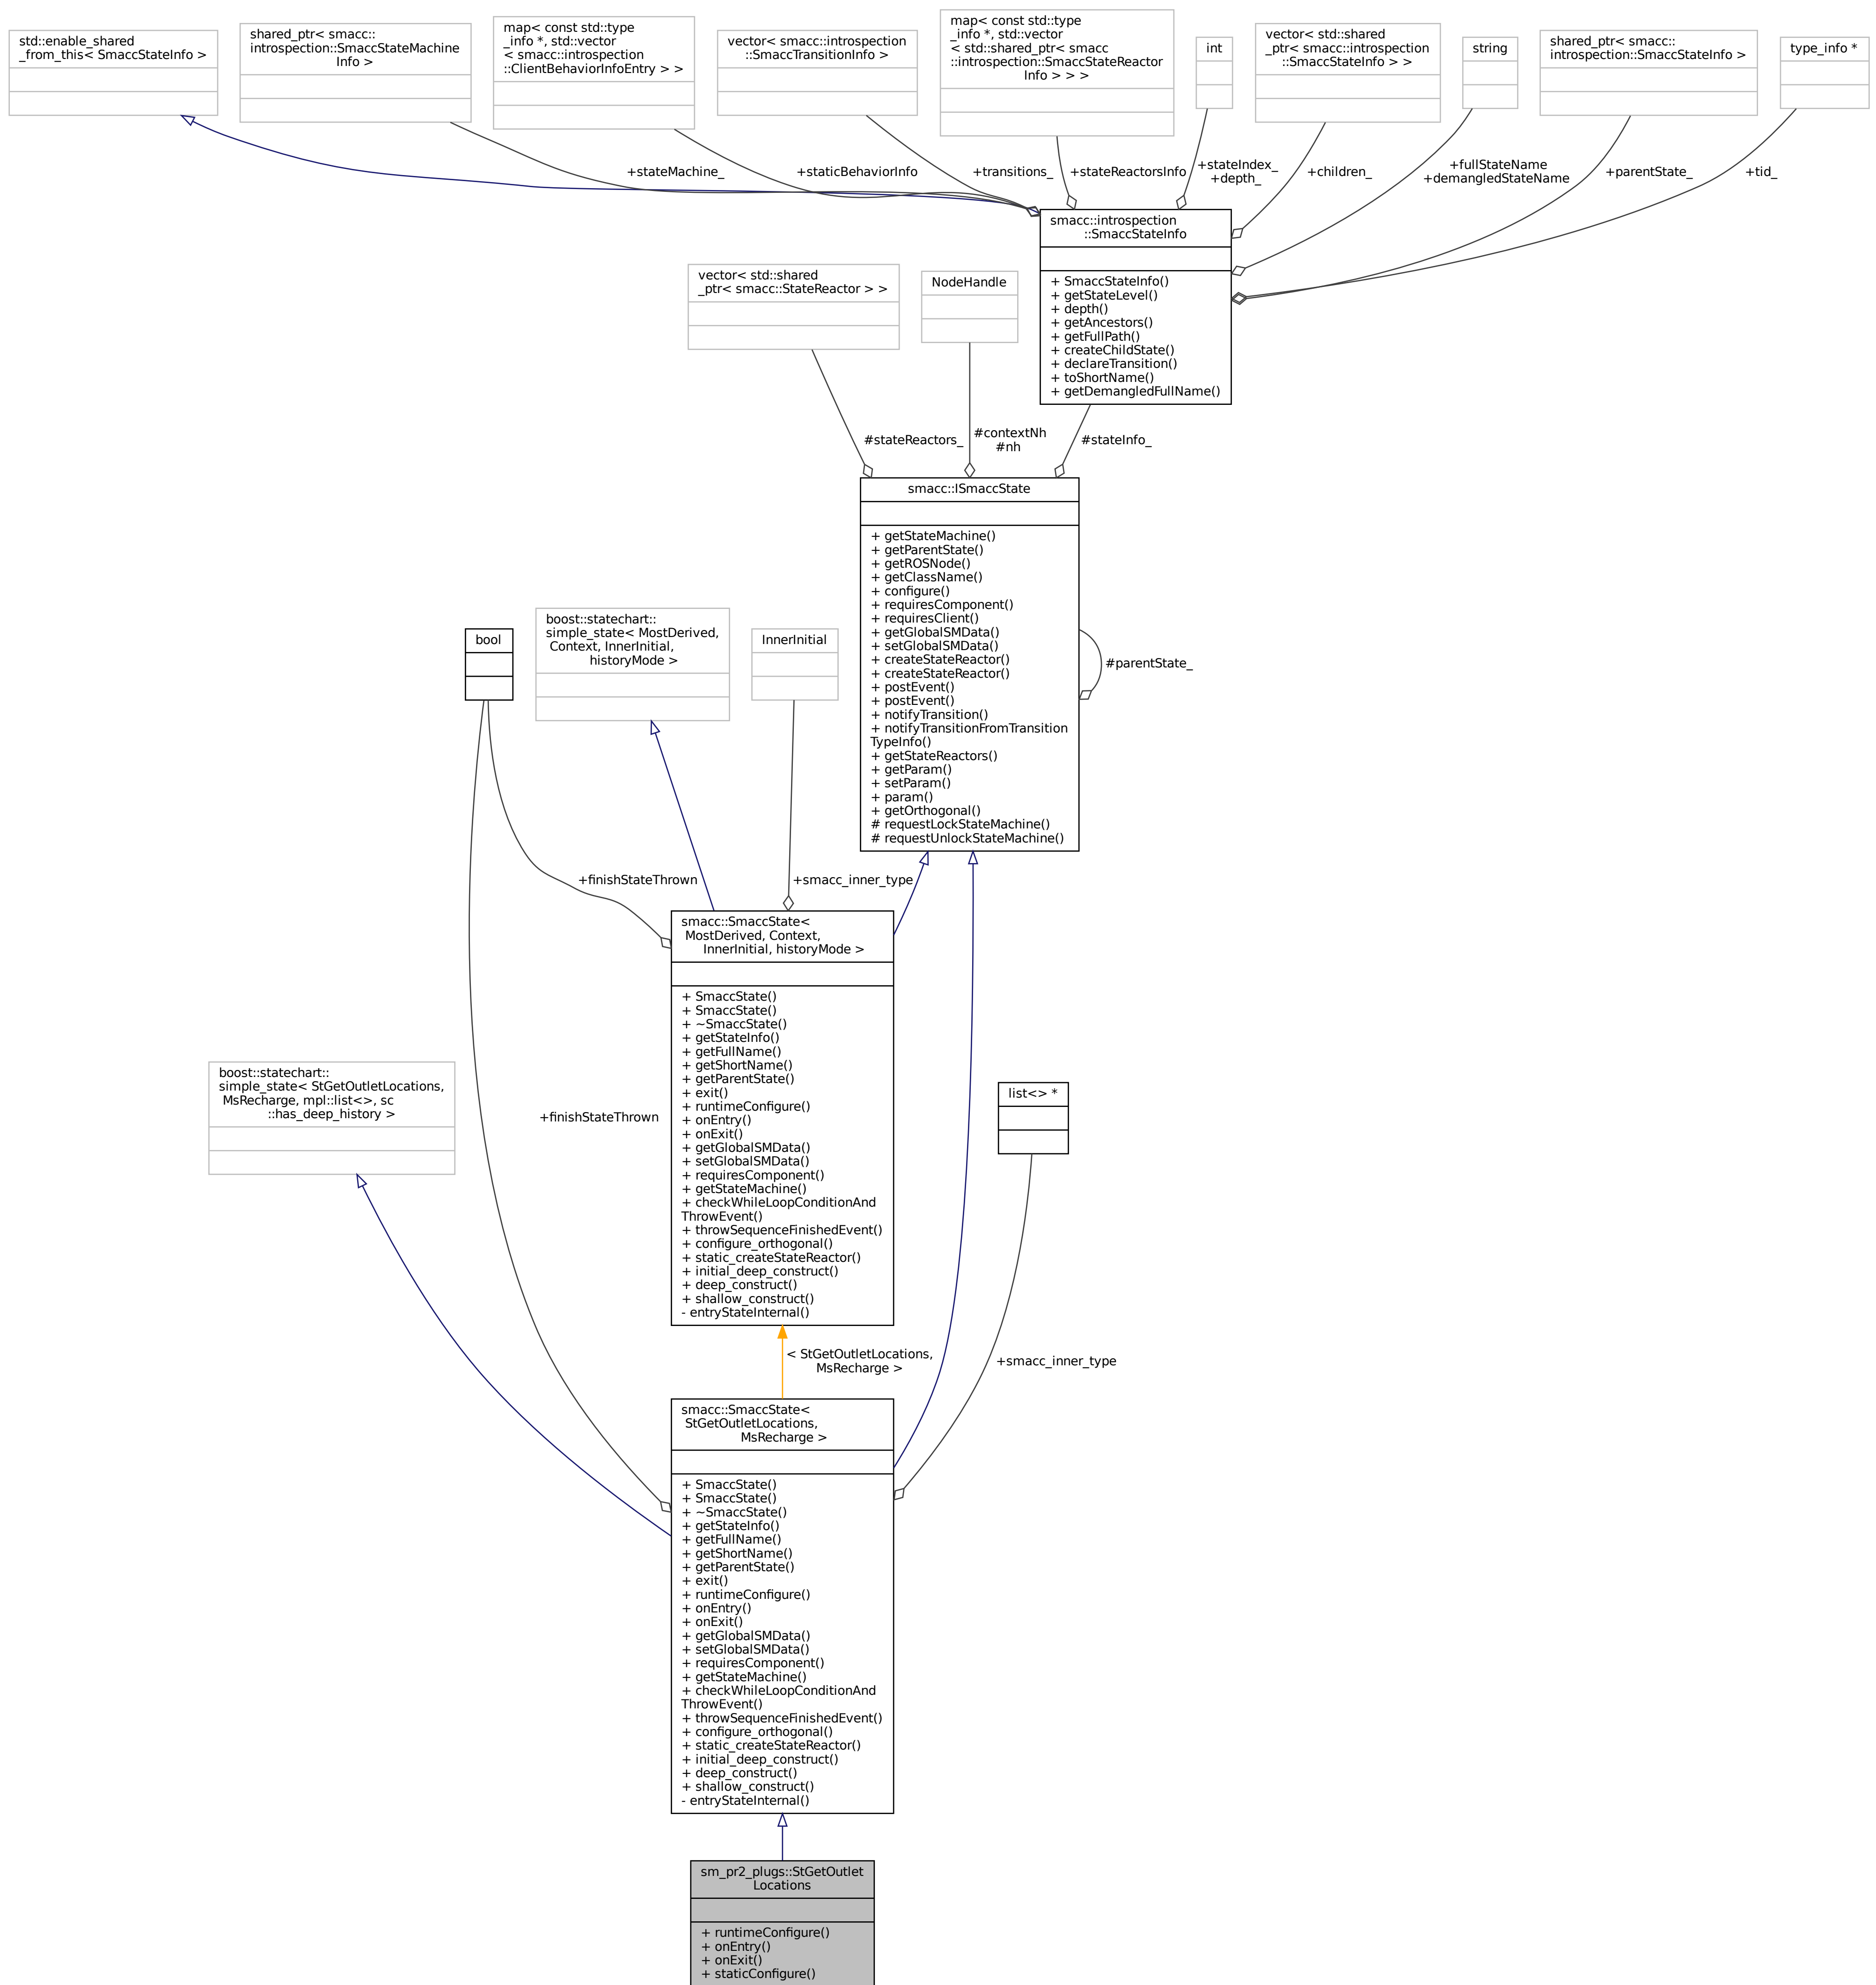 std::enable_shared
_from_this< SmaccStateInfo >
shared_ptr< smacc::
introspection::SmaccStateMachine
Info >
map< const std::type
_info *, std::vector
< smacc::introspection
::ClientBehaviorInfoEntry > >
vector< smacc::introspection
::SmaccTransitionInfo >
map< const std::type
_info *, std::vector
< std::shared_ptr< smacc
::introspection::SmaccStateReactor
Info > > >
int
vector< std::shared
_ptr< smacc::introspection
::SmaccStateInfo > >
string
shared_ptr< smacc::
introspection::SmaccStateInfo >
type_info *
+stateMachine_
+staticBehaviorInfo
+transitions_
+stateReactorsInfo
+stateIndex_
+depth_
+children_
+fullStateName
+demangledStateName
+parentState_
+tid_
smacc::introspection
::SmaccStateInfo
+ SmaccStateInfo()
+ getStateLevel()
+ depth()
+ getAncestors()
+ getFullPath()
+ createChildState()
+ declareTransition()
+ toShortName()
+ getDemangledFullName()
vector< std::shared
_ptr< smacc::StateReactor > >
NodeHandle
#stateReactors_
#contextNh
#nh
#stateInfo_
smacc::ISmaccState
+ getStateMachine()
+ getParentState()
+ getROSNode()
+ getClassName()
+ configure()
+ requiresComponent()
+ requiresClient()
+ getGlobalSMData()
+ setGlobalSMData()
+ createStateReactor()
+ createStateReactor()
+ postEvent()
+ postEvent()
+ notifyTransition()
+ notifyTransitionFromTransition
TypeInfo()
+ getStateReactors()
+ getParam()
+ setParam()
+ param()
+ getOrthogonal()
# requestLockStateMachine()
# requestUnlockStateMachine()
#parentState_
bool
boost::statechart::
simple_state< MostDerived,
Context, InnerInitial,
historyMode >
InnerInitial
+finishStateThrown
+smacc_inner_type
smacc::SmaccState<
MostDerived, Context,
InnerInitial, historyMode >
+ SmaccState()
+ SmaccState()
+ ~SmaccState()
+ getStateInfo()
+ getFullName()
+ getShortName()
+ getParentState()
+ exit()
+ runtimeConfigure()
+ onEntry()
+ onExit()
+ getGlobalSMData()
+ setGlobalSMData()
+ requiresComponent()
+ getStateMachine()
+ checkWhileLoopConditionAnd
ThrowEvent()
+ throwSequenceFinishedEvent()
+ configure_orthogonal()
+ static_createStateReactor()
+ initial_deep_construct()
+ deep_construct()
+ shallow_construct()
- entryStateInternal()
boost::statechart::
simple_state< StGetOutletLocations,
MsRecharge, mpl::list<>, sc
::has_deep_history >
+finishStateThrown
list<> *
< StGetOutletLocations,
MsRecharge >
+smacc_inner_type
smacc::SmaccState<
StGetOutletLocations,
MsRecharge >
+ SmaccState()
+ SmaccState()
+ ~SmaccState()
+ getStateInfo()
+ getFullName()
+ getShortName()
+ getParentState()
+ exit()
+ runtimeConfigure()
+ onEntry()
+ onExit()
+ getGlobalSMData()
+ setGlobalSMData()
+ requiresComponent()
+ getStateMachine()
+ checkWhileLoopConditionAnd
ThrowEvent()
+ throwSequenceFinishedEvent()
+ configure_orthogonal()
+ static_createStateReactor()
+ initial_deep_construct()
+ deep_construct()
+ shallow_construct()
- entryStateInternal()
sm_pr2_plugs::StGetOutlet
Locations
+ runtimeConfigure()
+ onEntry()
+ onExit()
+ staticConfigure()